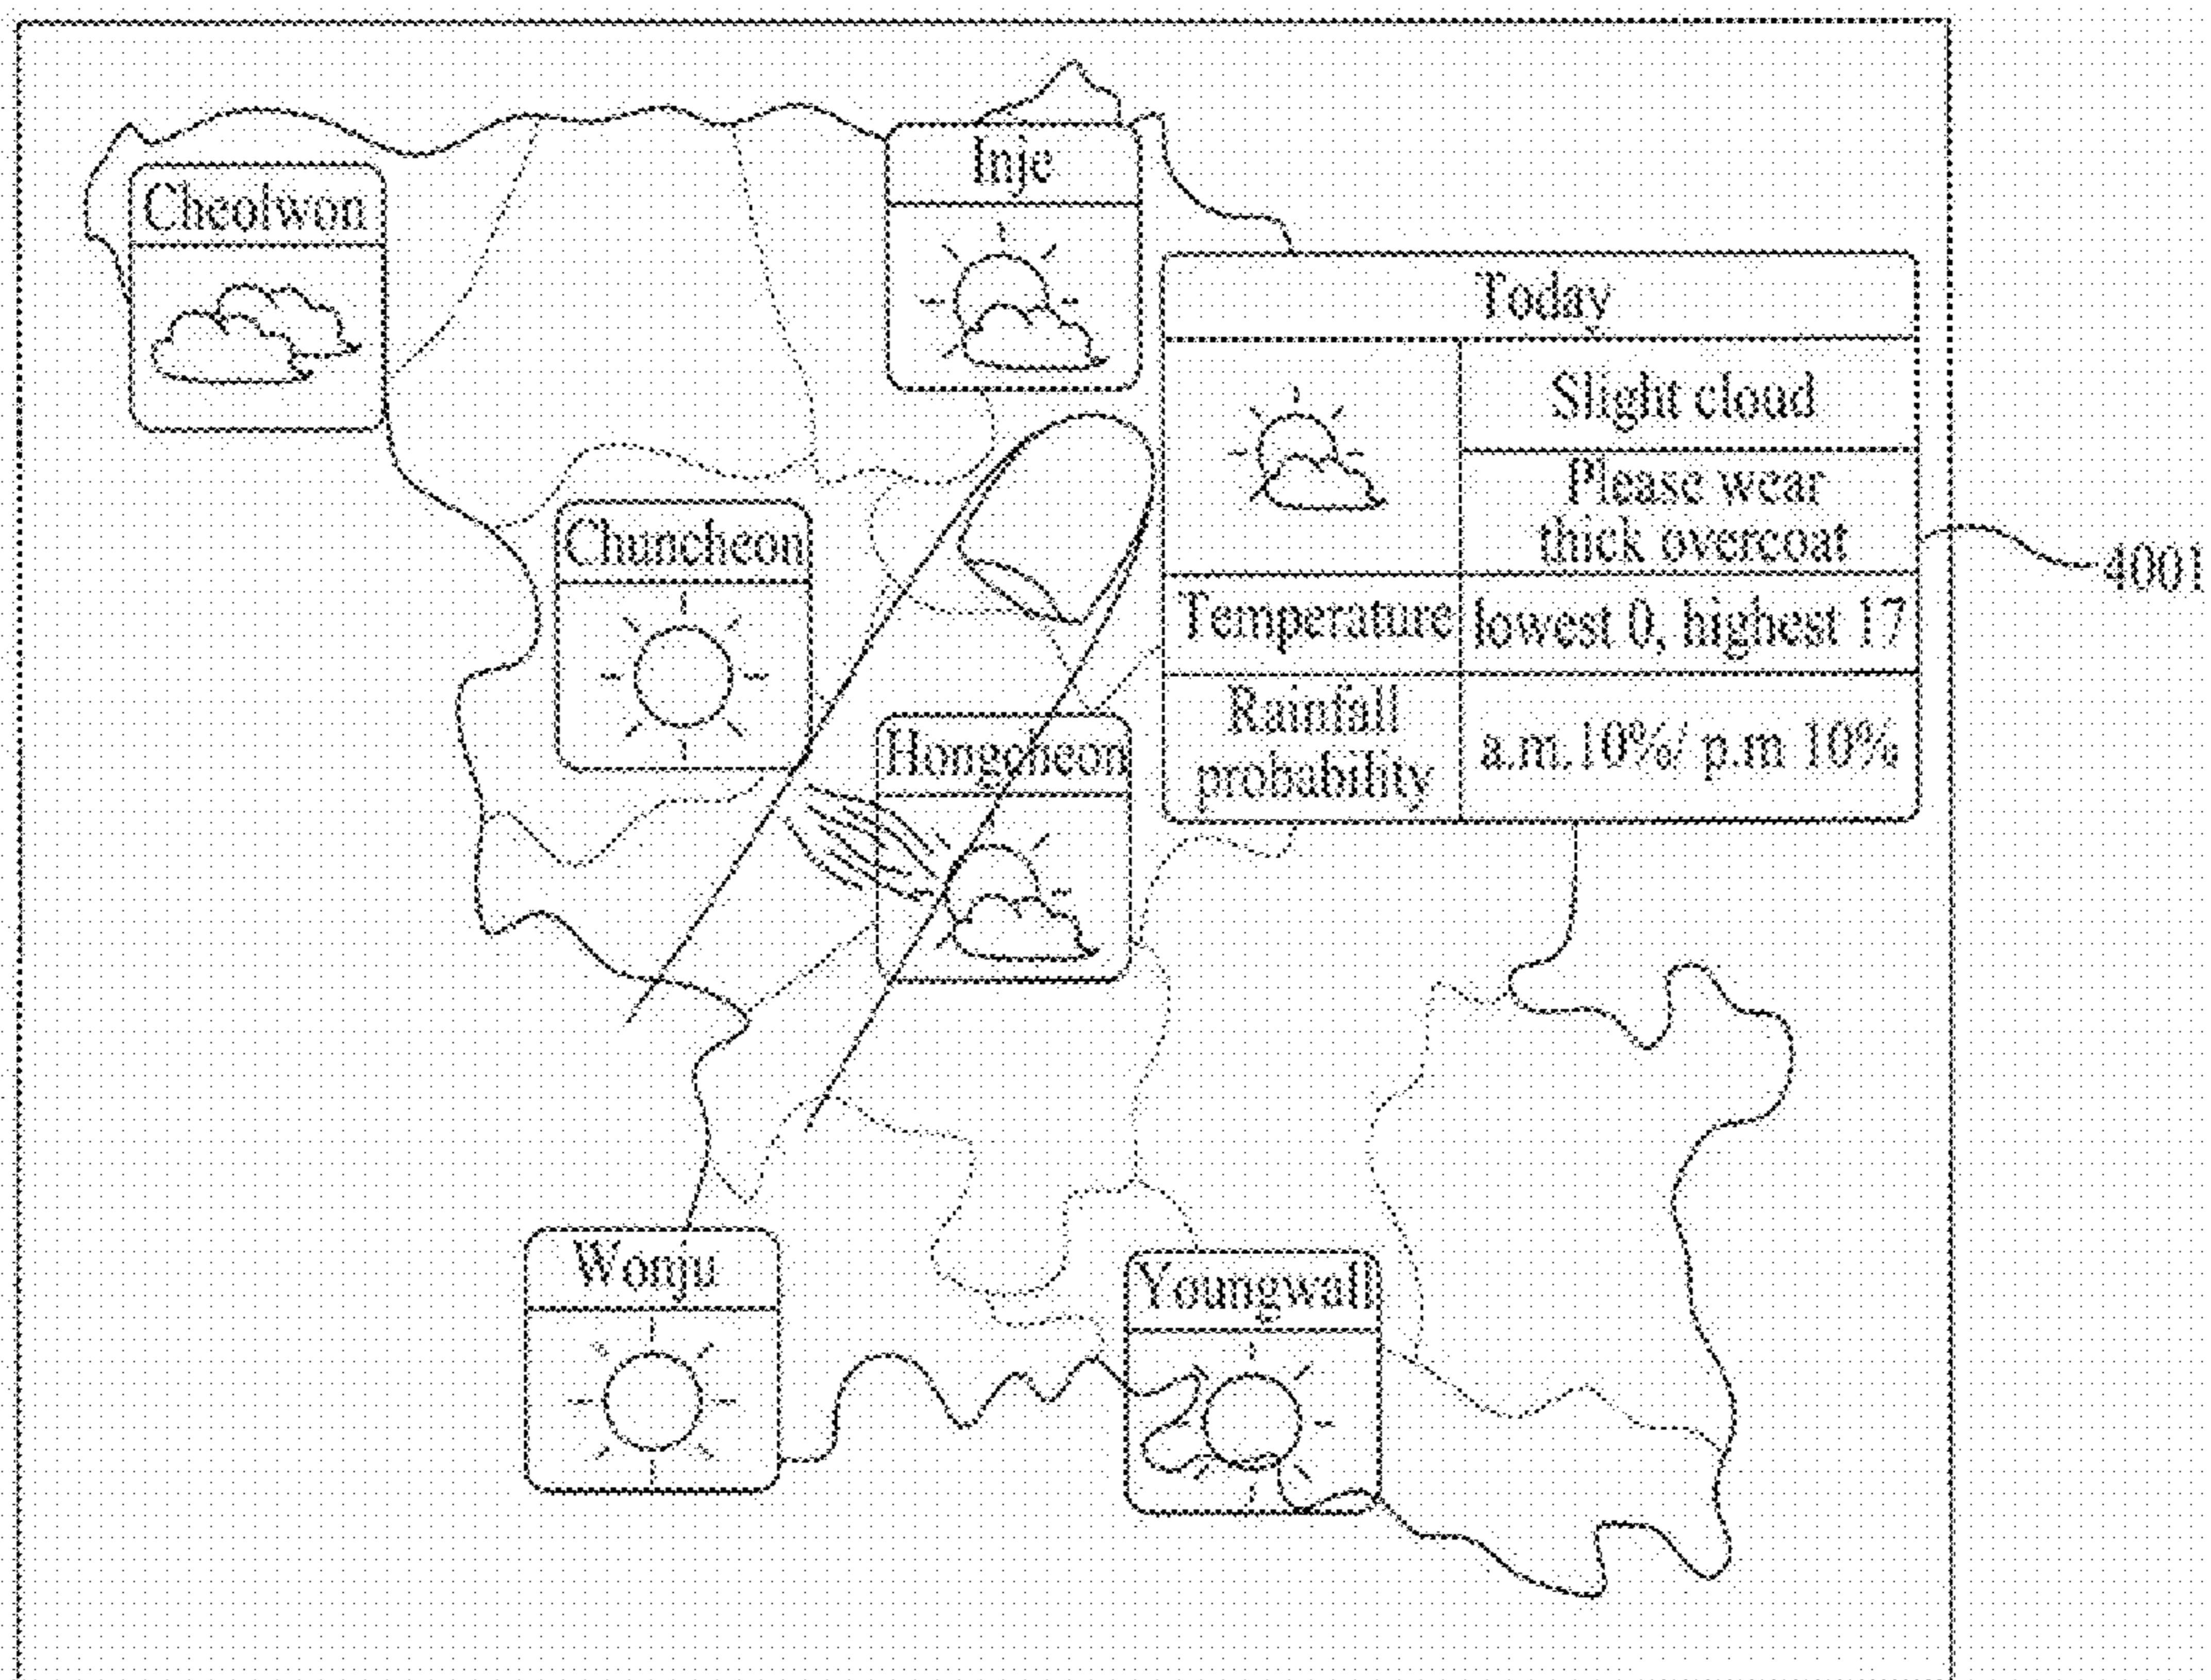 Inje
Cheolwon
Today
Slight cloud
Please wear
thick overcoat
Chuncheon
4001
Temperature
lowest 0, highest 17
Rainfall
probability
a.m.10%/ p.m 10%
Hongcheon
Wonju
Youngwall